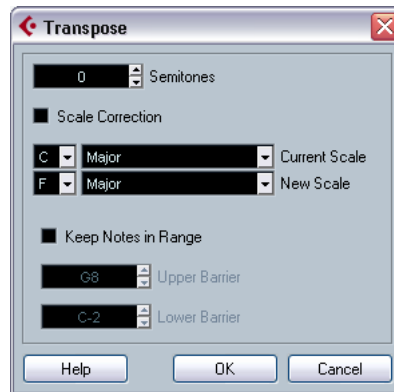 Transpose
0 Semitones
Scale Correction
C Major Current Scale
F Major New Scale
Keep Notes in Range
G8 Upper Barrier
C-2 Lower Barrier
Help OK Cancel